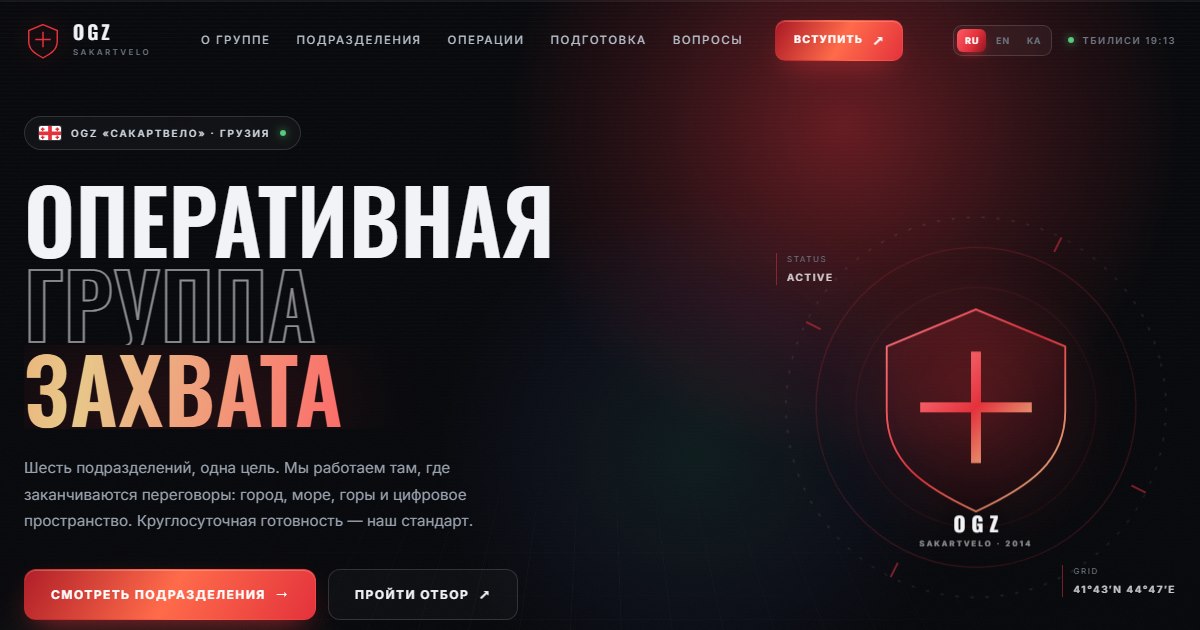 OGZ
SAKARTVELO
О ГРУППЕ
ПОДРАЗДЕЛЕНИЯ
ОПЕРАЦИИ
ПОДГОТОВКА
ВОПРОСЫ
ВСТУПИТЬ ↗
RU EN KA
ТБИЛИСИ 19:13
OGZ «САКАРТВЕЛО» · ГРУЗИЯ
ОПЕРАТИВНАЯ
ГРУППА
ЗАХВАТА
Шесть подразделений, одна цель. Мы работаем там, где
заканчиваются переговоры: город, море, горы и цифровое
пространство. Круглосуточная готовность — наш стандарт.
СМОТРЕТЬ ПОДРАЗДЕЛЕНИЯ →
ПРОЙТИ ОТБОР ↗
STATUS
ACTIVE
OGZ
SAKARTVELO · 2014
GRID
41°43'N 44°47'E